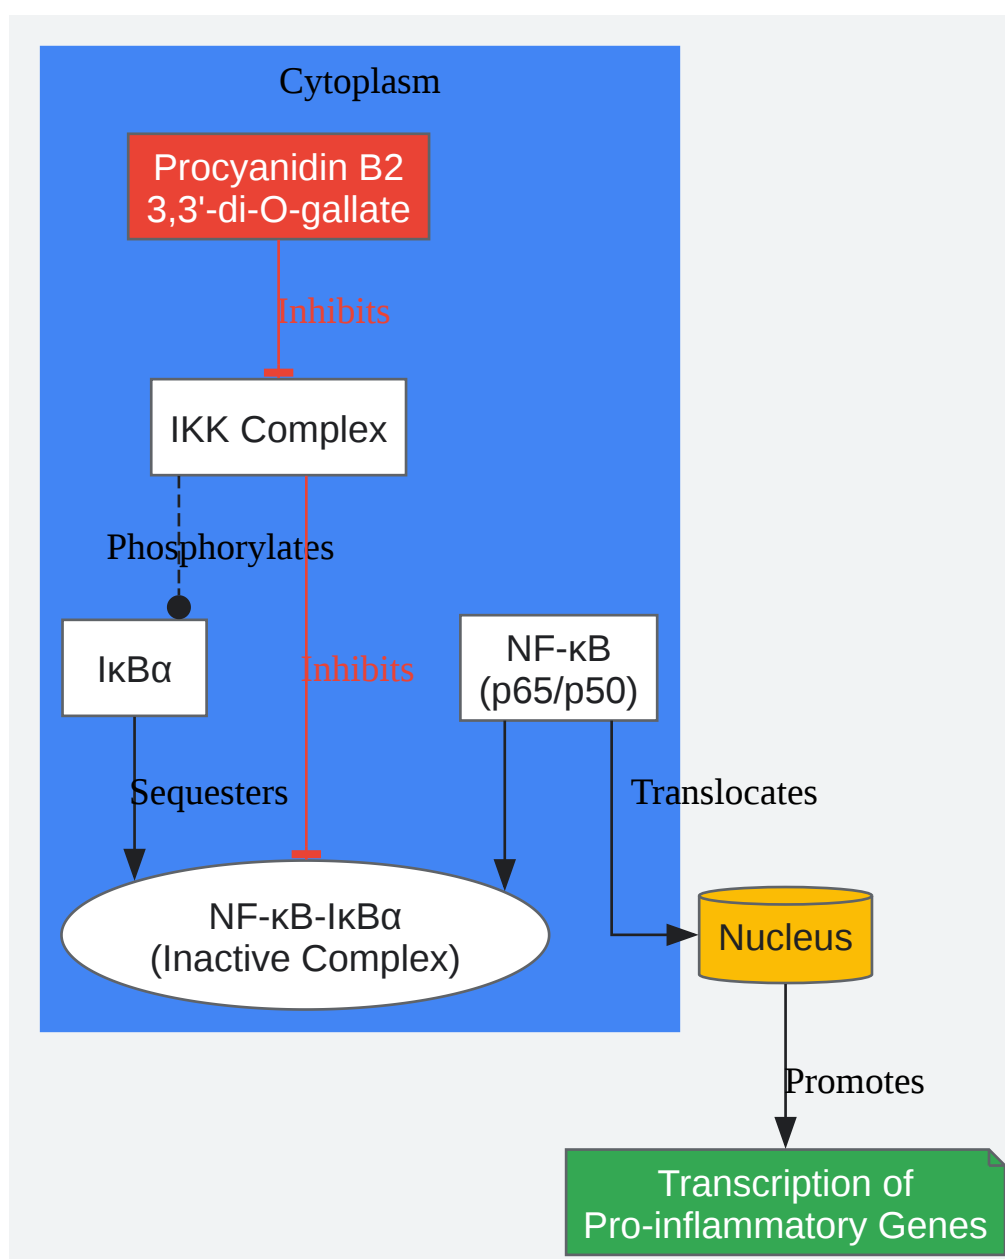 Cytoplasm
Procyanidin B2
3,3'-di-O-gallate
Inhibits
IKK Complex
Phosphorylates
IκBα
Inhibits
NF-κB
(p65/p50)
Sequesters
Translocates
NF-κB-IκBα
(Inactive Complex)
Nucleus
Promotes
Transcription of
Pro-inflammatory Genes